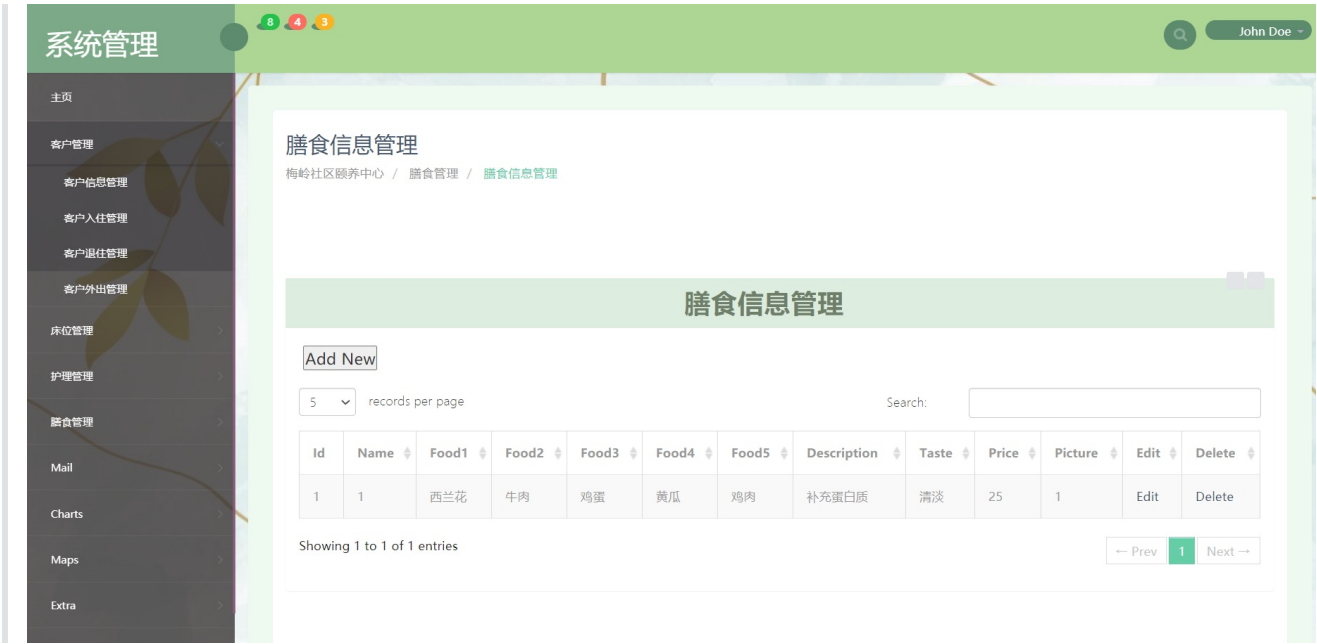 系统管理
8 4 3
John Doe
主页
客户管理
客户信息管理
客户入住管理
客户退住管理
客户外出管理
床位管理
护理管理
膳食管理
Mail
Charts
Maps
Extra
膳食信息管理
梅岭社区颐养中心 / 膳食管理 / 膳食信息管理
膳食信息管理
Add New
5 records per page Search:
Id Name Food1 Food2 Food3 Food4 Food5 Description Taste Price Picture Edit Delete
1 1 西兰花 牛肉 鸡蛋 黄瓜 鸡肉 补充蛋白质 清淡 25 1 Edit Delete
Showing 1 to 1 of 1 entries
← Prev 1 Next →